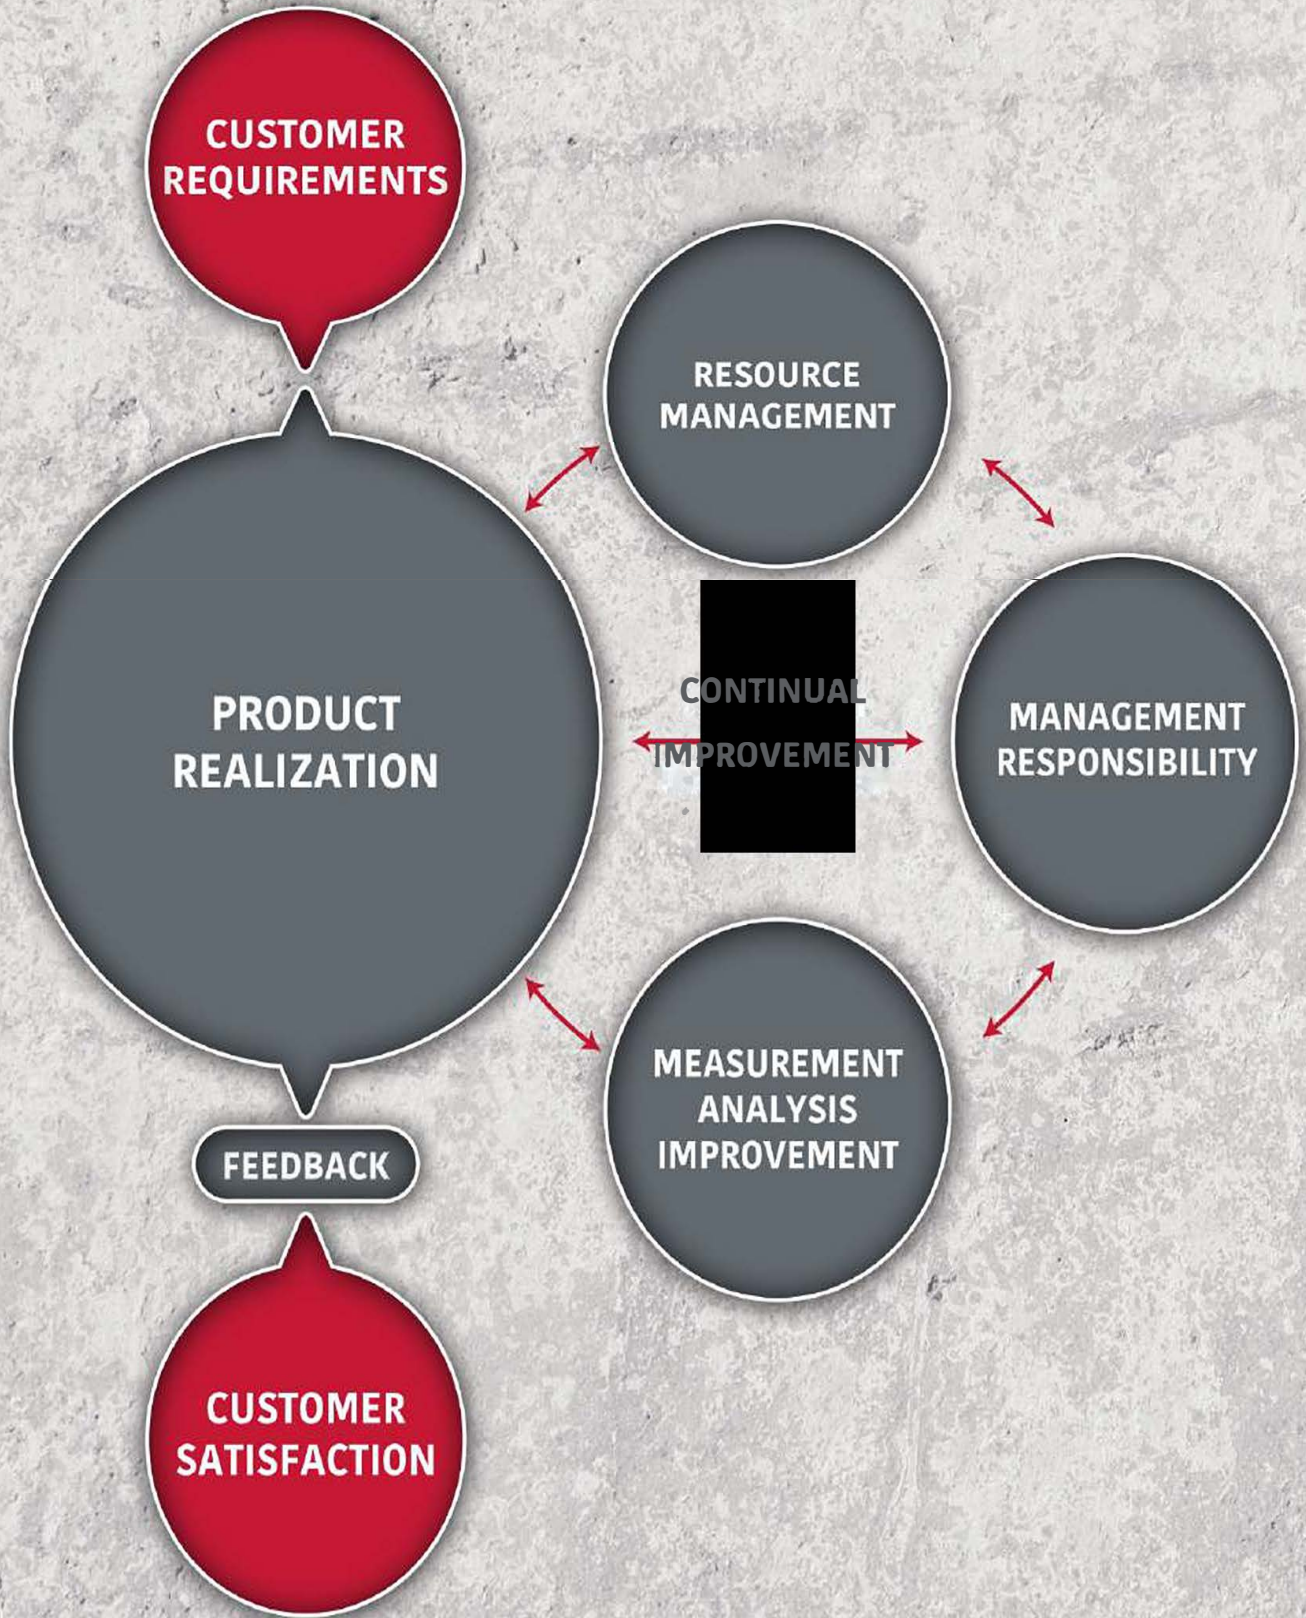 CUSTOMER
REQUIREMENTS
RESOURCE
MANAGEMENT
PRODUCT
REALIZATION
CONTINUAL
IMPROVEMENT
MANAGEMENT
RESPONSIBILITY
MEASUREMENT
ANALYSIS
IMPROVEMENT
FEEDBACK
CUSTOMER
SATISFACTION